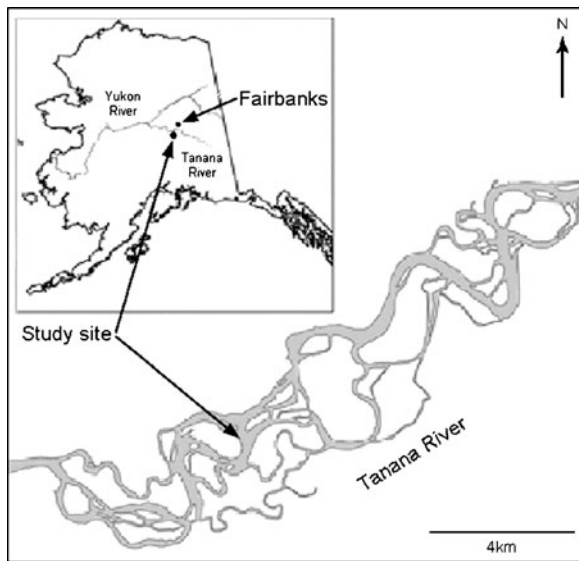 N
Yukon
River
Fairbanks
Tanana
River
Study site
Tanana River
4km